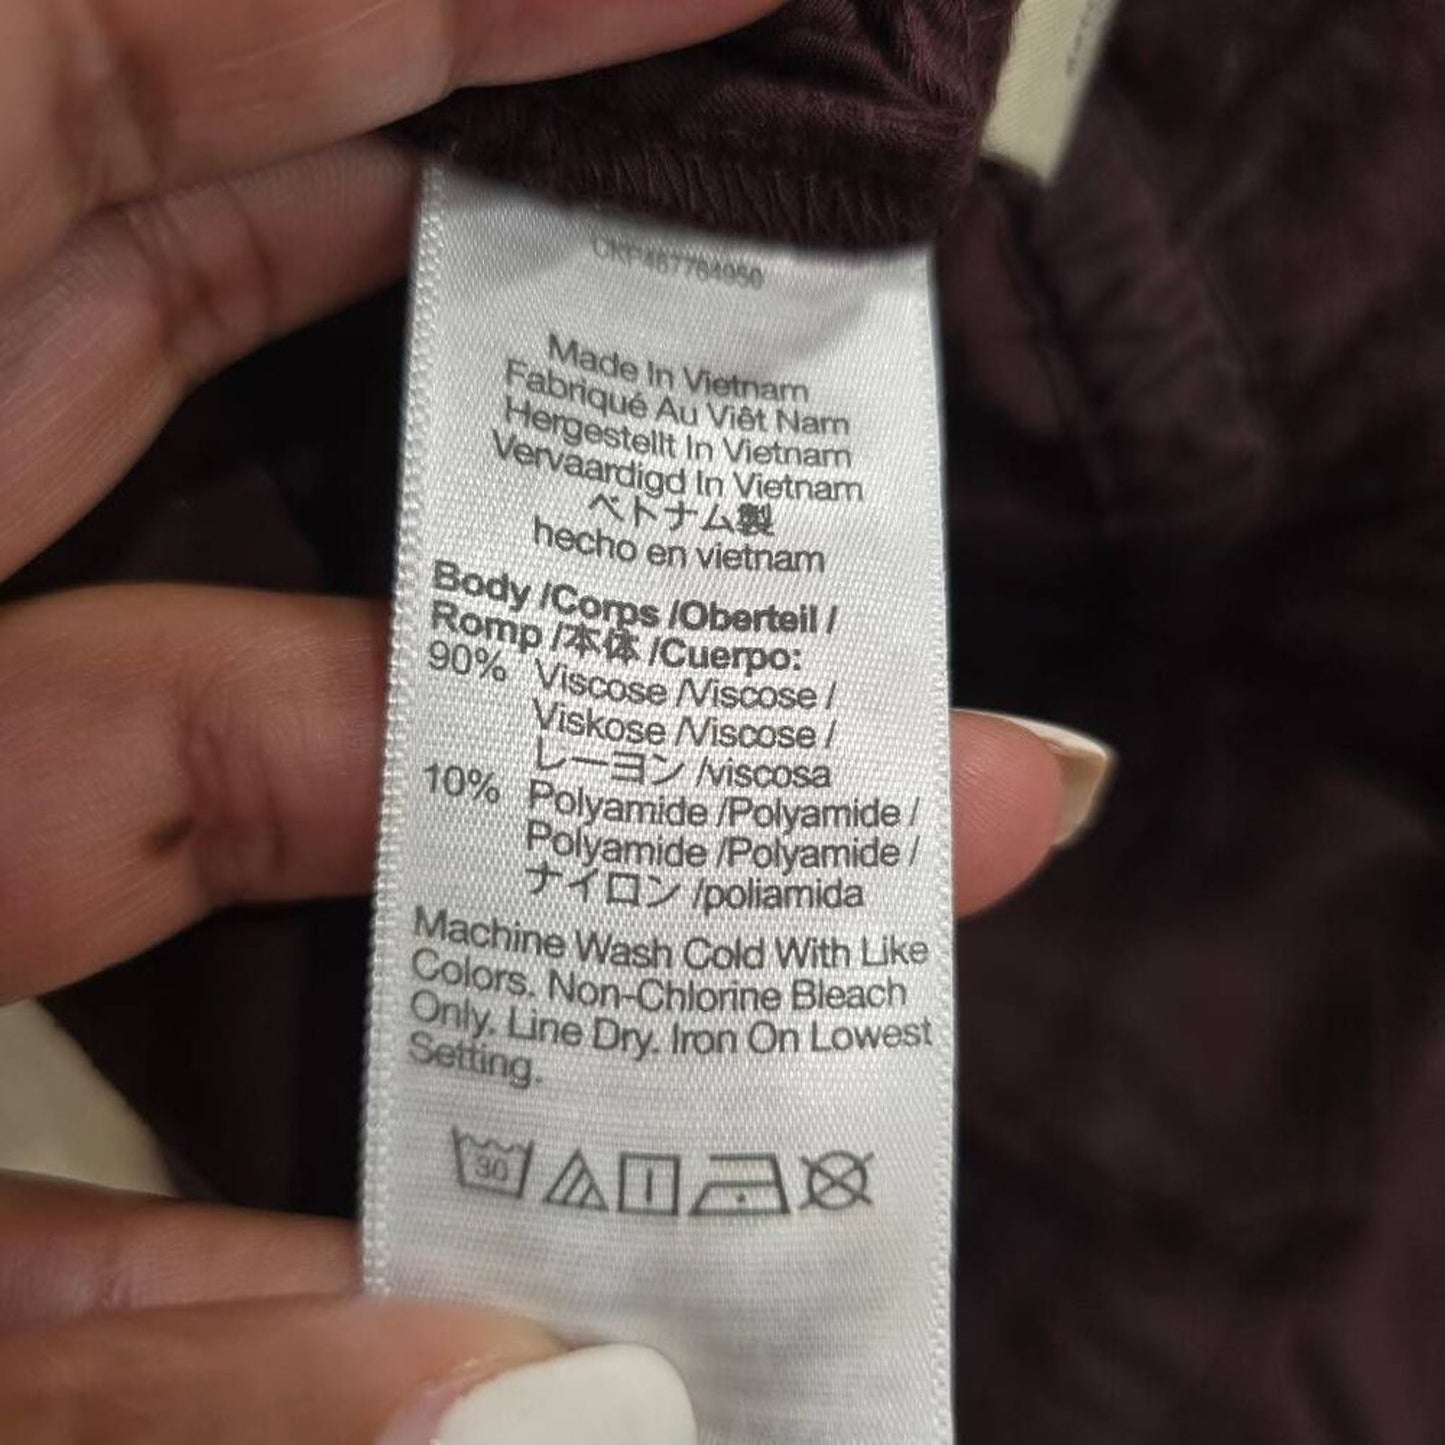 Made In Vietnam
Fabriqué Au Viêt Nam
Hergestellt In Vietnam
Vervaardigd In Vietnam
ベトナム製
hecho en vietnam
Body /Corps /Oberteil /
Romp /本体 /Cuerpo:
90% Viscose /Viscose /
Viskose /Viscose /
レーヨン /viscosa
10% Polyamide /Polyamide /
Polyamide /Polyamide /
ナイロン /poliamida
Machine Wash Cold With Like
Colors. Non-Chlorine Bleach
Only. Line Dry. Iron On Lowest
Setting.
30